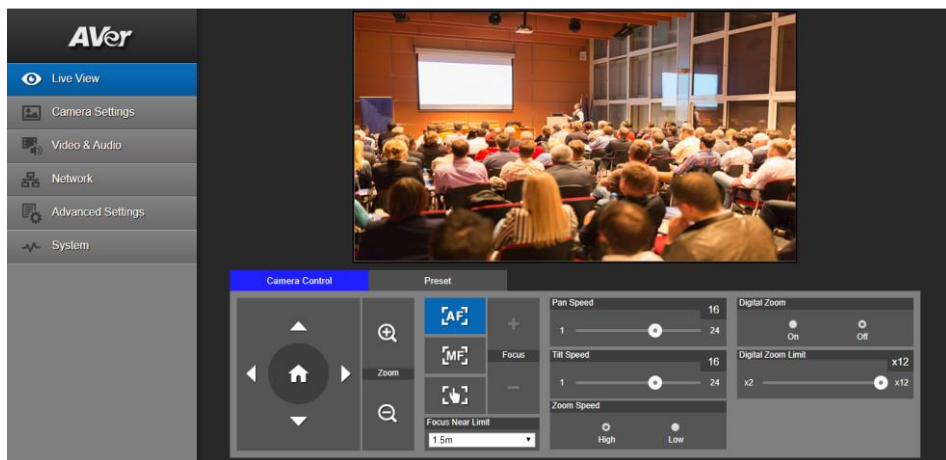 AVer
Live View
Camera Settings
Video & Audio
Network
Advanced Settings
System
Camera Control
Preset
Zoom
AF
MF
Focus
Focus Near Limit
1.5m
Pan Speed
16
1 24
Tilt Speed
16
1 24
Zoom Speed
High Low
Digital Zoom
On Off
Digital Zoom Limit
x12
x2 x12